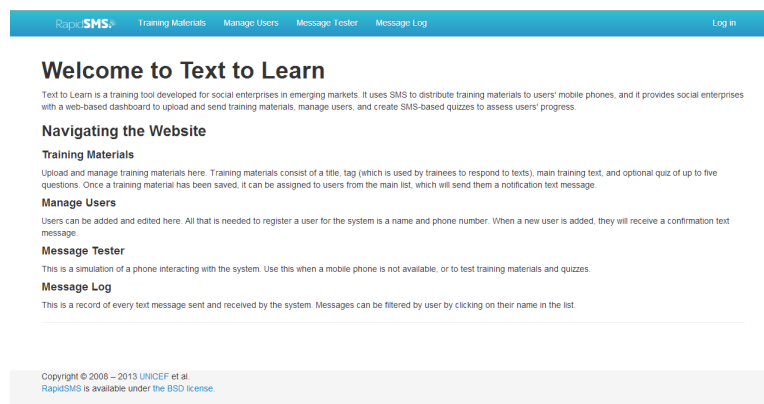 RapidSMS. Training Materials Manage Users Message Tester Message Log Log in
Welcome to Text to Learn
Text to Learn is a training tool developed for social enterprises in emerging markets. It uses SMS to distribute training materials to users' mobile phones, and it provides social enterprises
with a web-based dashboard to upload and send training materials, manage users, and create SMS-based quizzes to assess users' progress.
Navigating the Website
Training Materials
Upload and manage training materials here. Training materials consist of a title, tag (which is used by trainees to respond to texts), main training text, and optional quiz of up to five
questions. Once a training material has been saved, it can be assigned to users from the main list, which will send them a notification text message.
Manage Users
Users can be added and edited here. All that is needed to register a user for the system is a name and phone number. When a new user is added, they will receive a confirmation text
message.
Message Tester
This is a simulation of a phone interacting with the system. Use this when a mobile phone is not available, or to test training materials and quizzes.
Message Log
This is a record of every text message sent and received by the system. Messages can be filtered by user by clicking on their name in the list.
Copyright © 2008 – 2013 UNICEF et al.
RapidSMS is available under the BSD license.